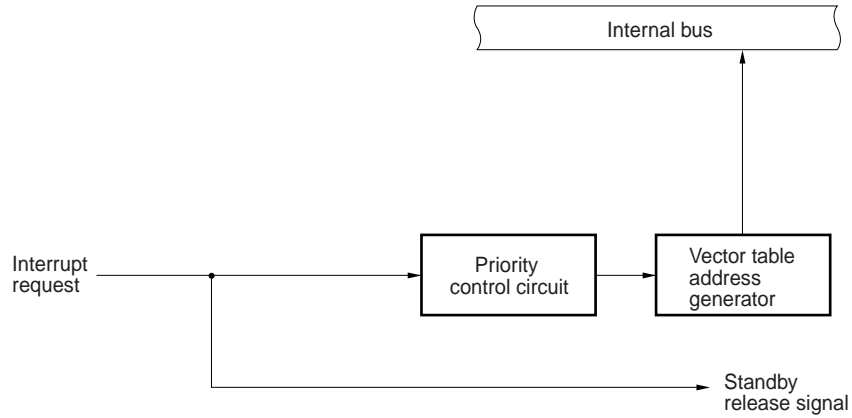 Internal bus
Interrupt
request
Priority
control circuit
Vector table
address
generator
Standby
release signal